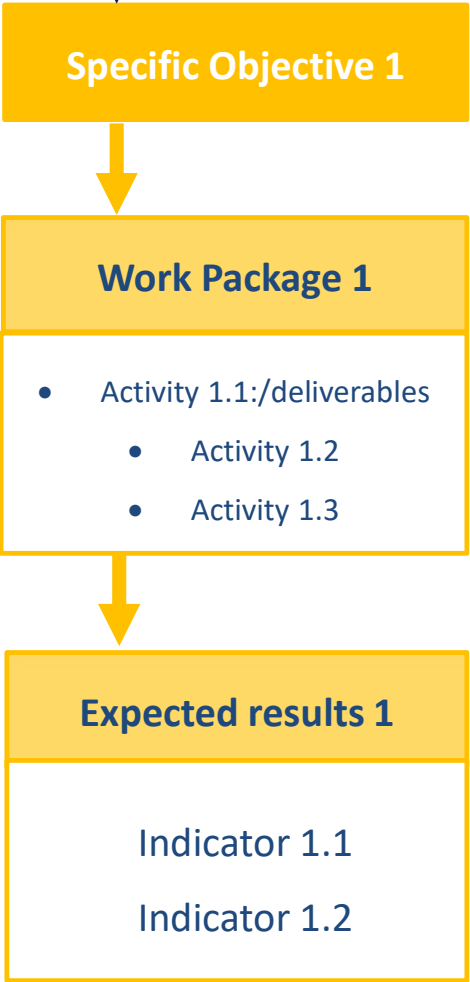 Specific Objective 1
Work Package 1
• Activity 1.1:/deliverables
• Activity 1.2
• Activity 1.3
Expected results 1
Indicator 1.1
Indicator 1.2